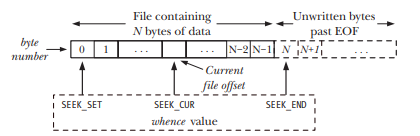 File containing
N bytes of data
Unwritten bytes
past EOF
byte
number
0 1 ... ... N–2 N–1 N N+1 ...
Current
file offset
SEEK_SET SEEK_CUR SEEK_END
whence value